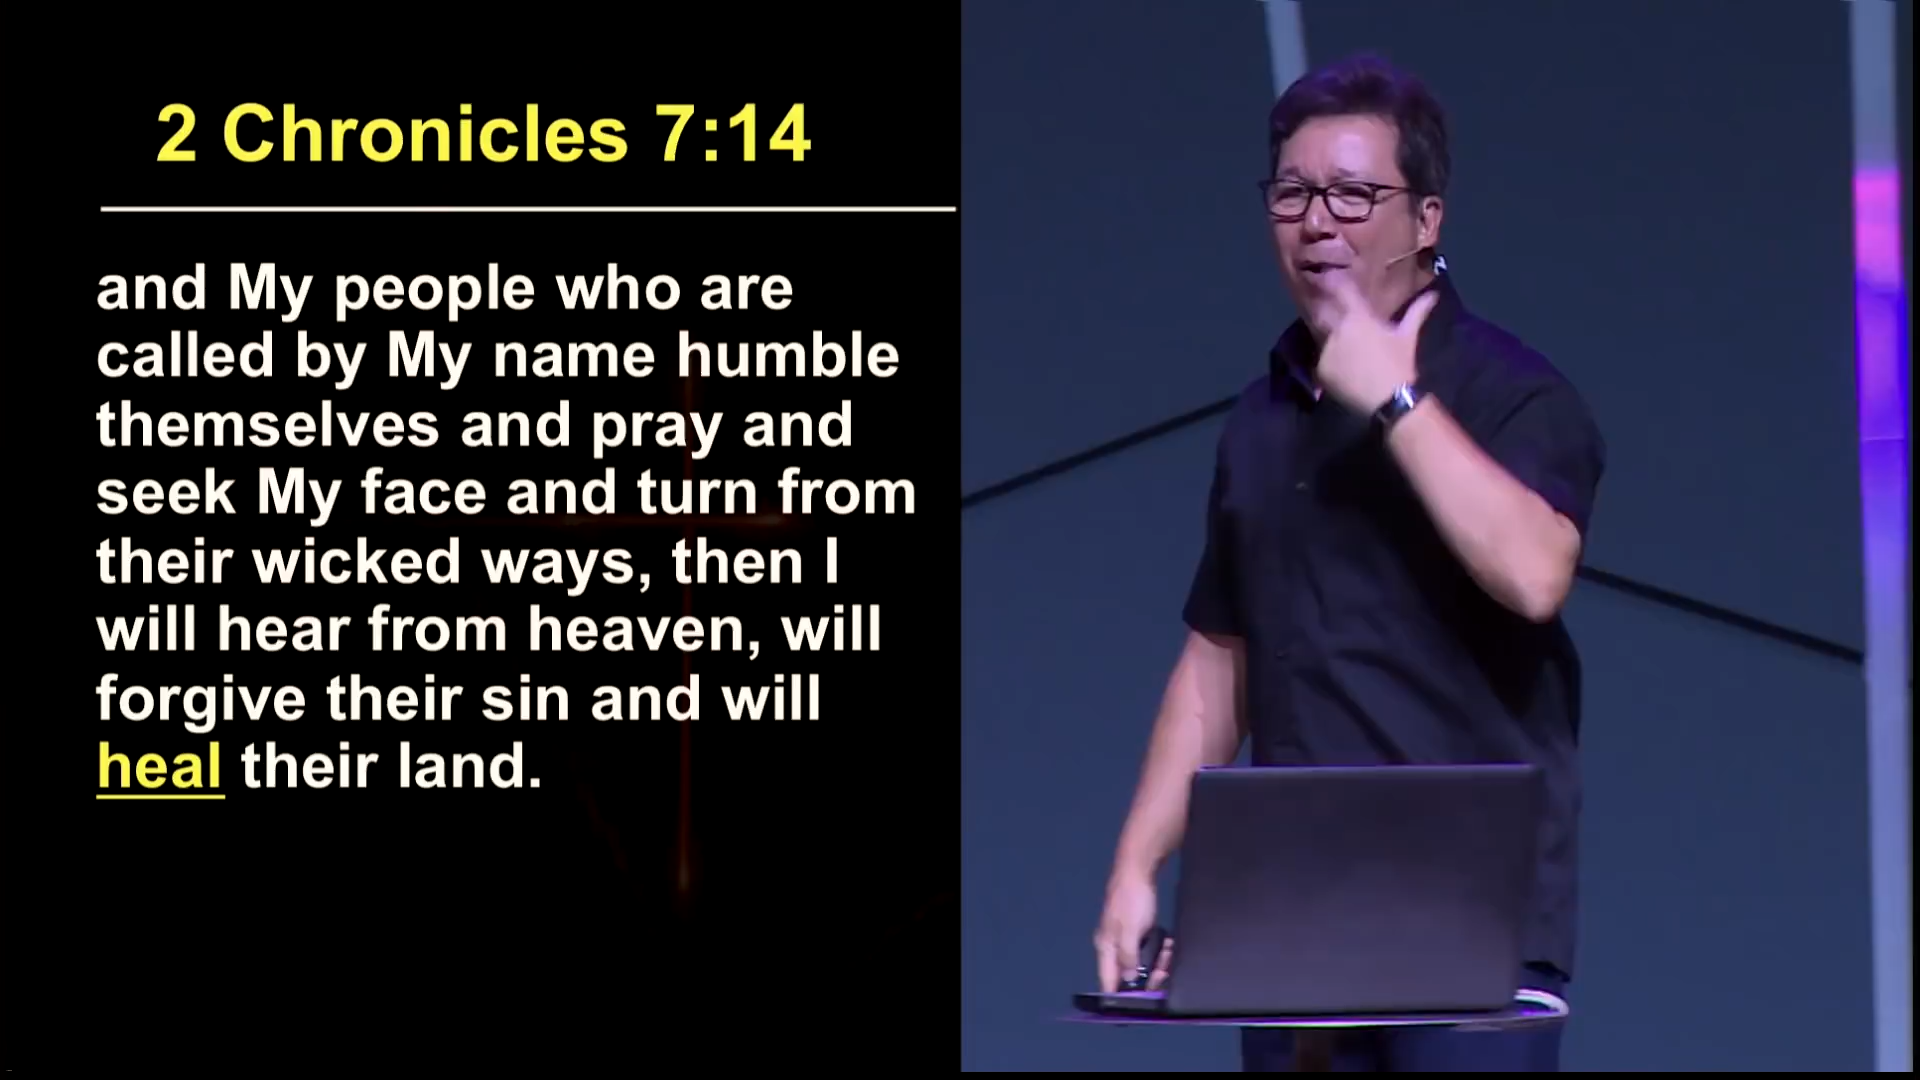 2 Chronicles 7:14
and My people who are
called by My name humble
themselves and pray and
seek My face and turn from
their wicked ways, then I
will hear from heaven, will
forgive their sin and will
heal their land.